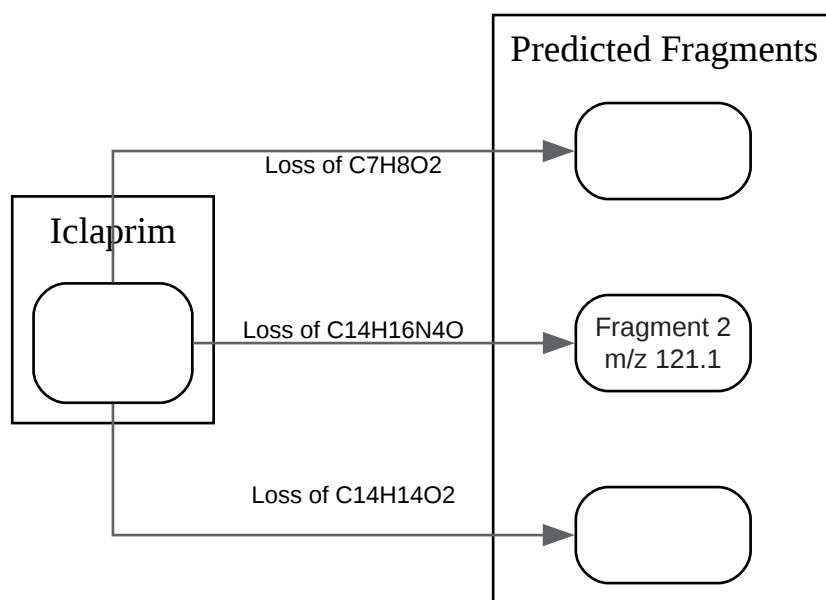 Predicted Fragments
Loss of C7H8O2
Iclaprim
Loss of C14H16N4O
Fragment 2
m/z 121.1
Loss of C14H14O2